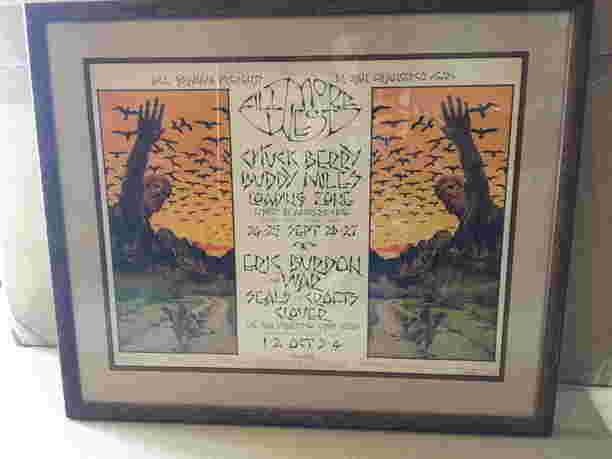 BILL GRAHAM PRESENTS IN SAN FRANCISCO
FILLMORE
WEST
CHUCK BERRY
BUDDY MILES
LOADING ZONE
24-25 SEPT 26-27
ERIC BURDON
WAR
SEALS CROFTS
CLOVER
1 2 OCT 3 4